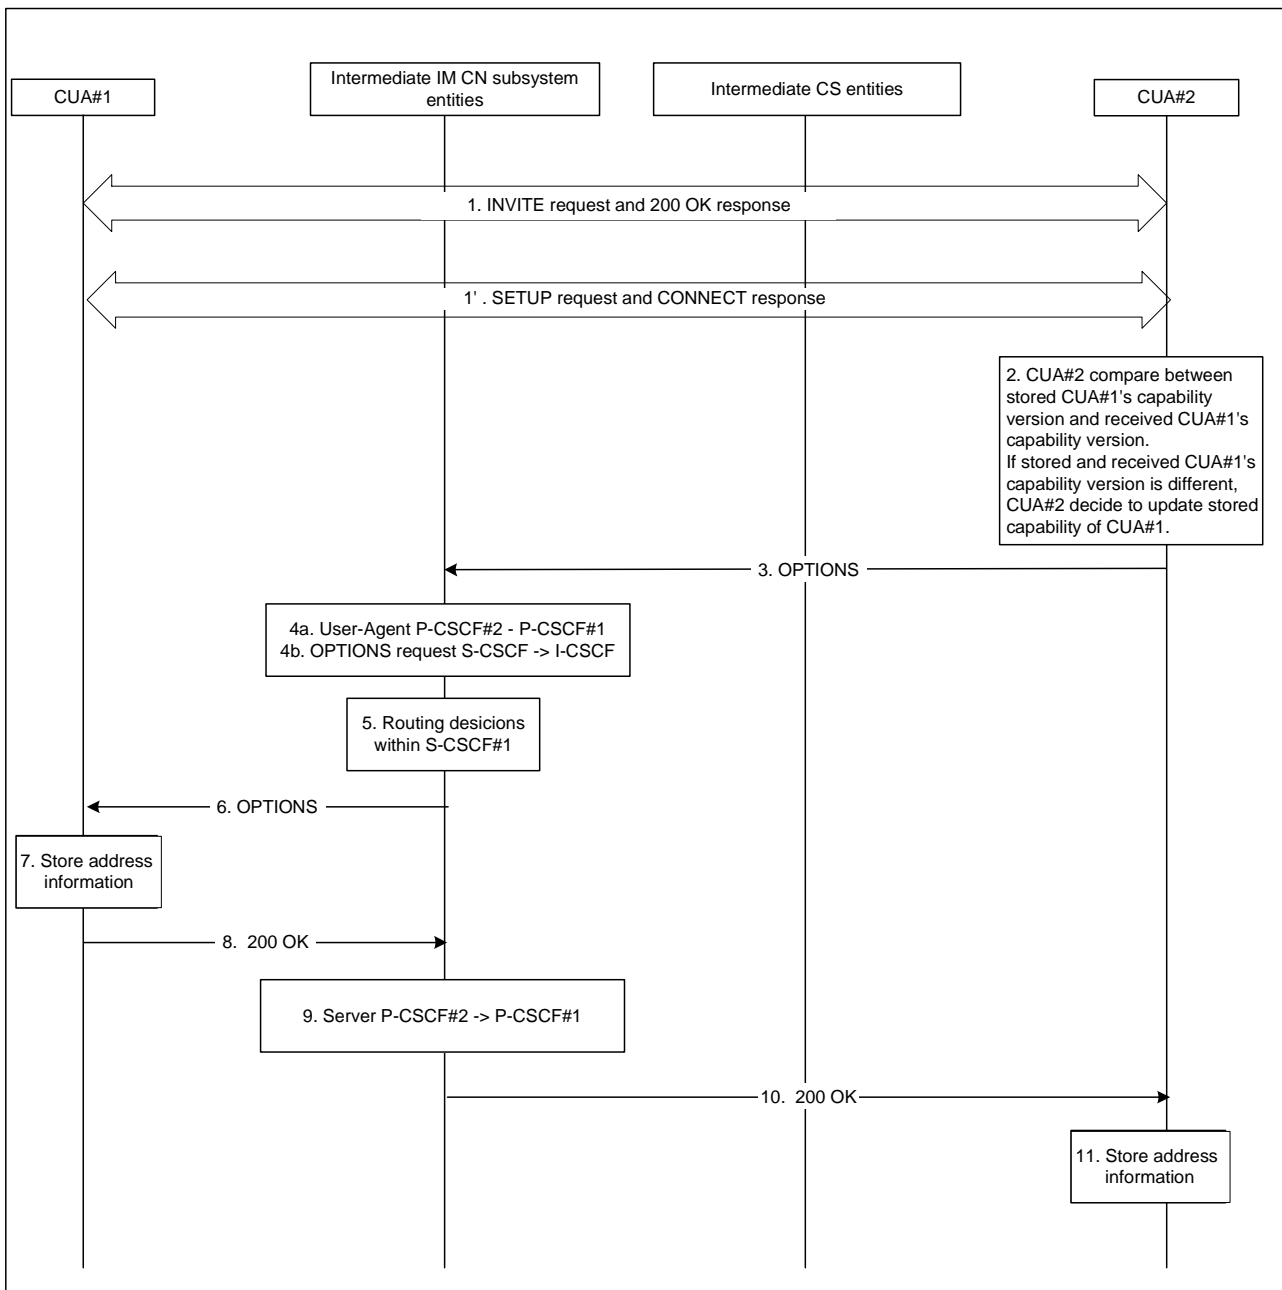 CUA#1
Intermediate IM CN subsystem
entities
Intermediate CS entities
CUA#2
1. INVITE request and 200 OK response
1' . SETUP request and CONNECT response
2. CUA#2 compare between
stored CUA#1's capability
version and received CUA#1's
capability version.
If stored and received CUA#1's
capability version is different,
CUA#2 decide to update stored
capability of CUA#1.
3. OPTIONS
4a. User-Agent P-CSCF#2 - P-CSCF#1
4b. OPTIONS request S-CSCF -> I-CSCF
5. Routing desicions
within S-CSCF#1
6. OPTIONS
7. Store address
information
8. 200 OK
9. Server P-CSCF#2 -> P-CSCF#1
10. 200 OK
11. Store address
information